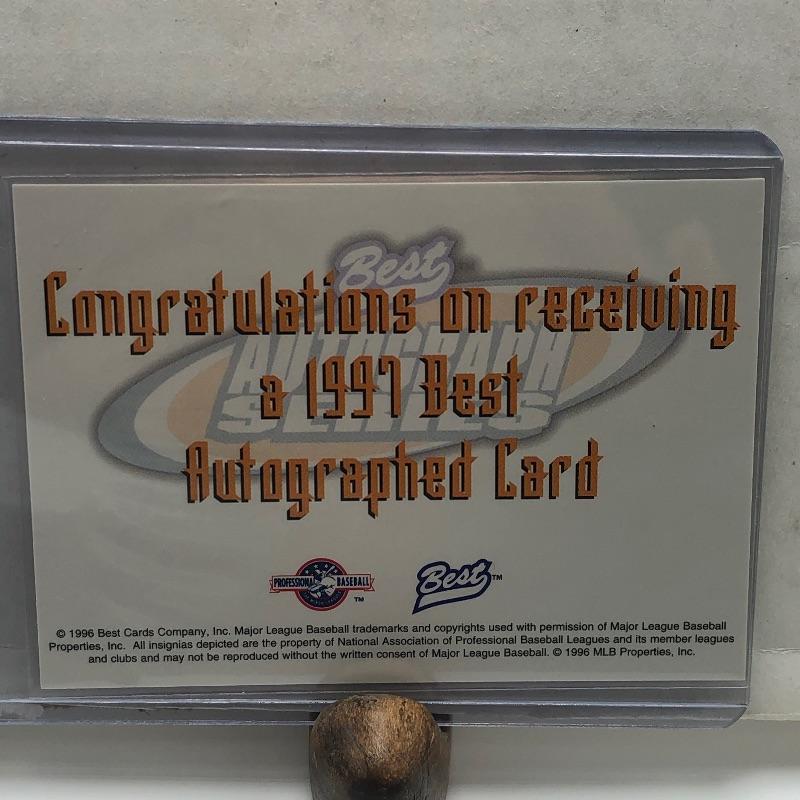 Best
Congratulations on receiving
AUTOGRAPH
a 1997 Best
SERIES
Autographed Card
PROFESSIONAL BASEBALL
TM
Best TM
© 1996 Best Cards Company, Inc. Major League Baseball trademarks and copyrights used with permission of Major League Baseball
Properties, Inc. All insignias depicted are the property of National Association of Professional Baseball Leagues and its member leagues
and clubs and may not be reproduced without the written consent of Major League Baseball. © 1996 MLB Properties, Inc.